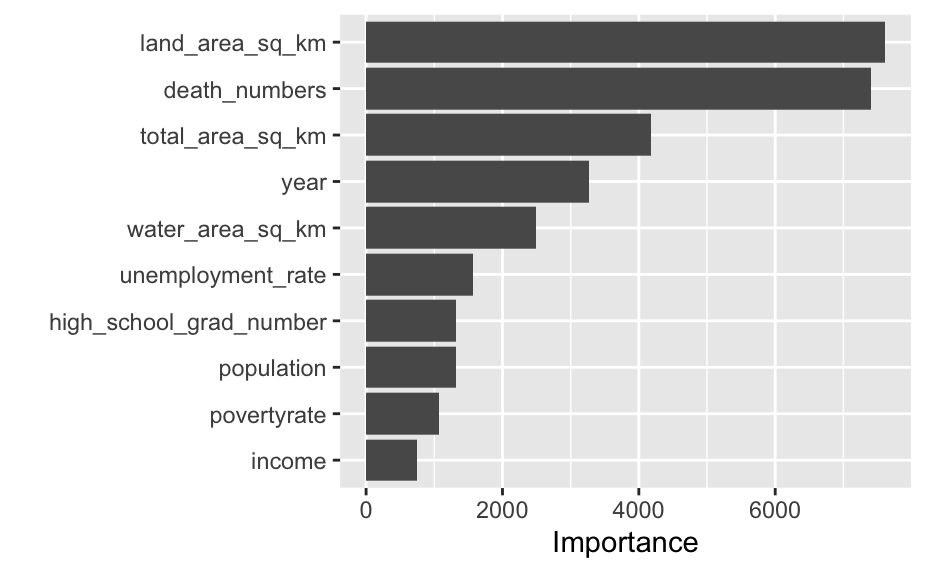 land_area_sq_km
death_numbers
total_area_sq_km
year
water_area_sq_km
unemployment_rate
high_school_grad_number
population
povertyrate
income
0 2000 4000 6000
Importance